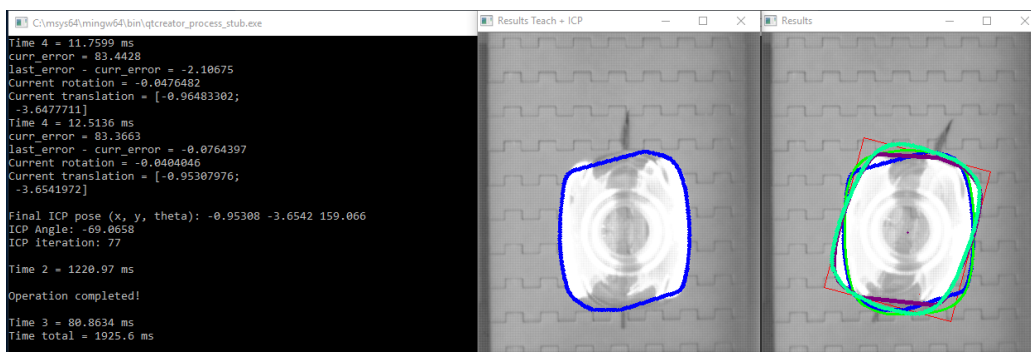 C:\msys64\mingw64\bin\qtcreator_process_stub.exe
Time 4 = 11.7599 ms
curr_error = 83.4428
last_error - curr_error = -2.10675
Current rotation = -0.0476482
Current translation = [-0.96483302;
-3.6477711]
Time 4 = 12.5136 ms
curr_error = 83.3663
last_error - curr_error = -0.0764397
Current rotation = -0.0404046
Current translation = [-0.95307976;
-3.6541972]
Final ICP pose (x, y, theta): -0.95308 -3.6542 159.066
ICP Angle: -69.0658
ICP iteration: 77
Time 2 = 1220.97 ms
Operation completed!
Time 3 = 80.8634 ms
Time total = 1925.6 ms
Results Teach + ICP
Results